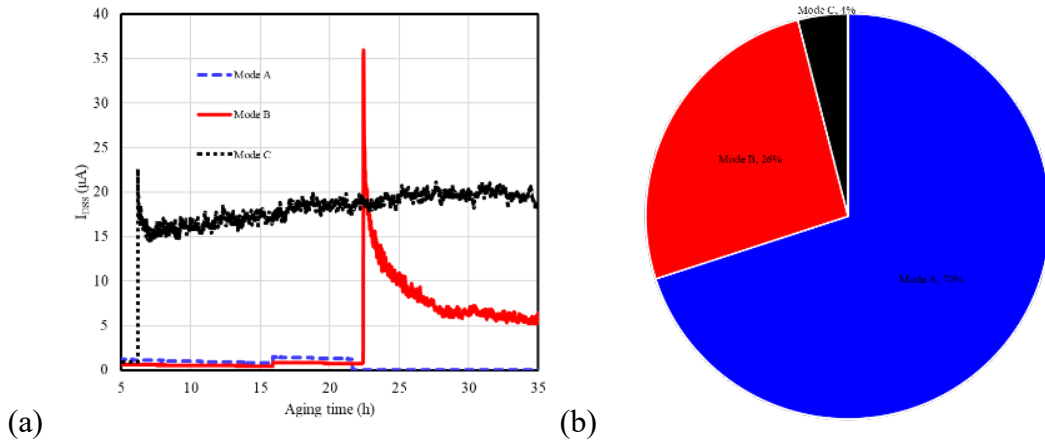 40
35
30
25
20
15
10
5
0
I_DSS (μA)
Mode A
Mode B
Mode C
5 10 15 20 25 30 35
Aging time (h)
(a)
Mode C, 4%
Mode B, 26%
Mode A, 70%
(b)